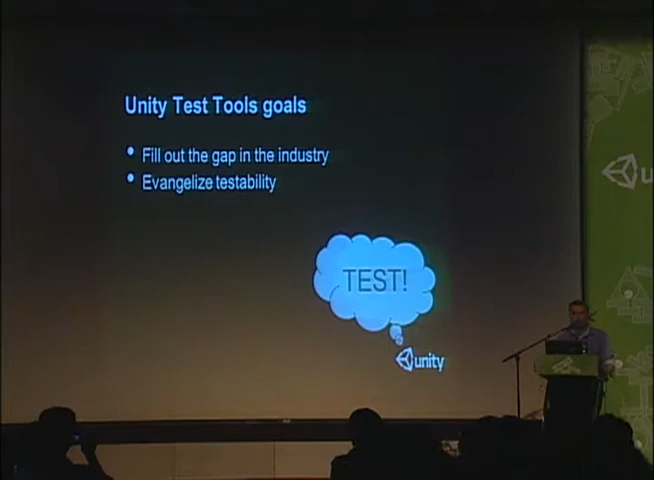 Unity Test Tools goals
• Fill out the gap in the industry
• Evangelize testability
TEST!
unity
u